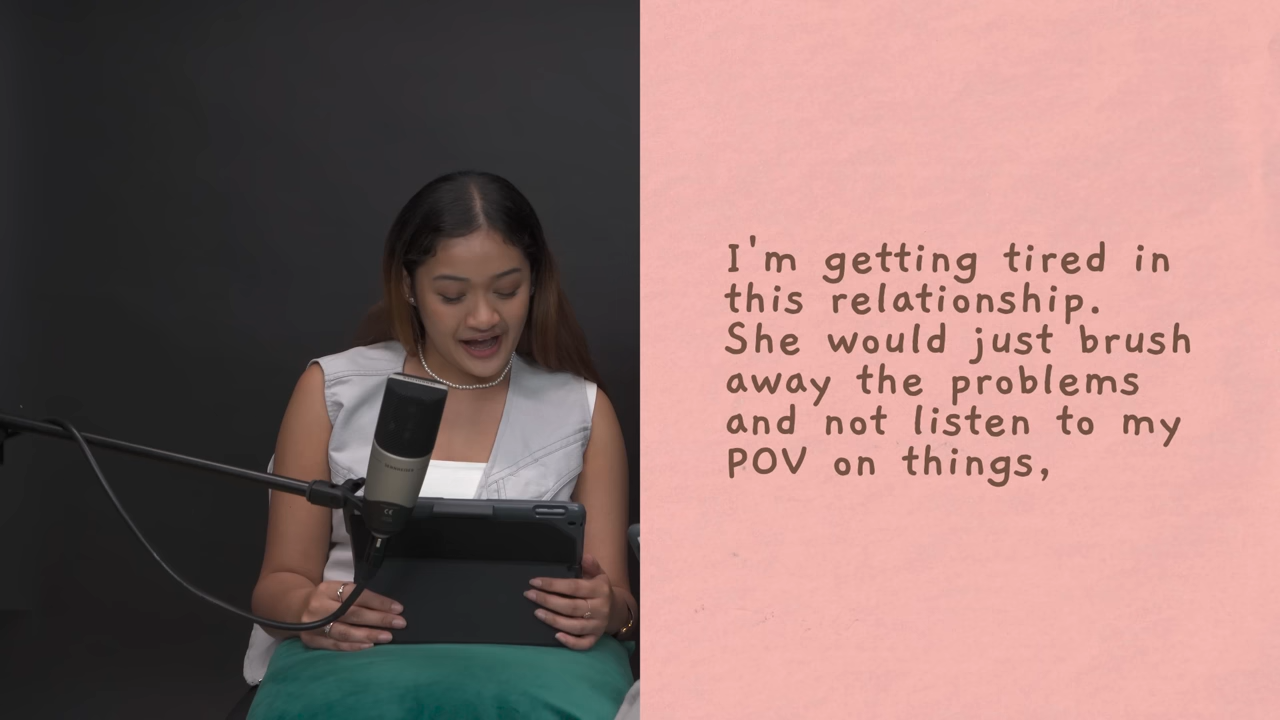 I'm getting tired in
this relationship.
She would just brush
away the problems
and not listen to my
POV on things,